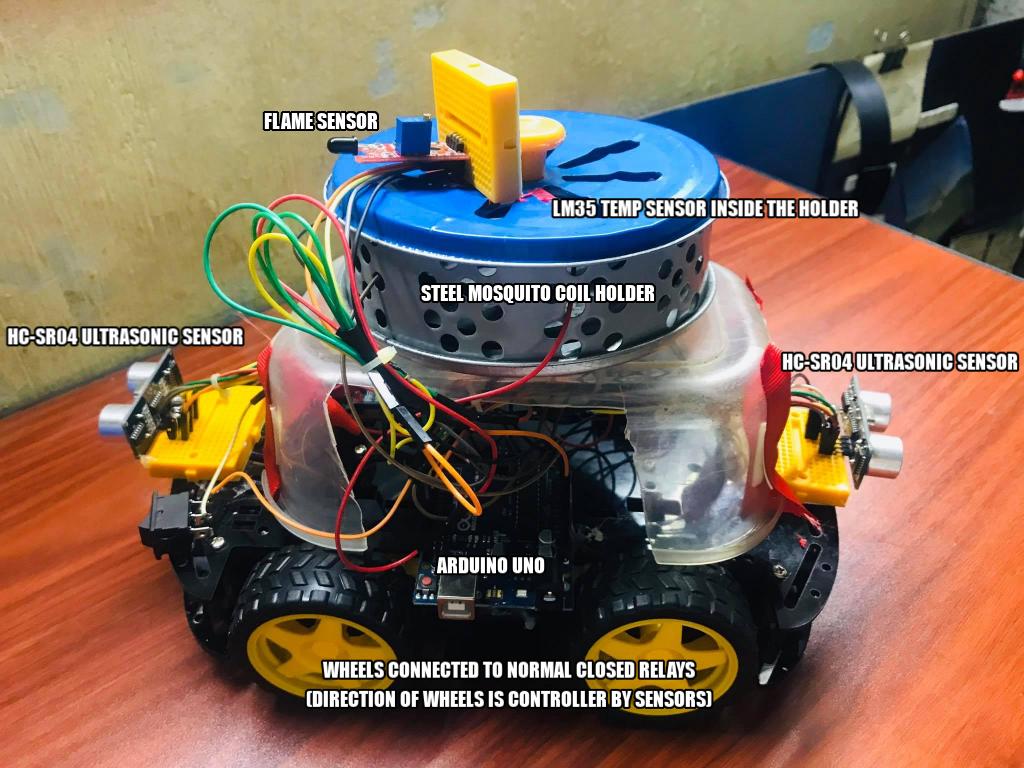 FLAME SENSOR
LM35 TEMP SENSOR INSIDE THE HOLDER
STEEL MOSQUITO COIL HOLDER
HC-SR04 ULTRASONIC SENSOR
HC-SR04 ULTRASONIC SENSOR
ARDUINO UNO
WHEELS CONNECTED TO NORMAL CLOSED RELAYS
(DIRECTION OF WHEELS IS CONTROLLER BY SENSORS)